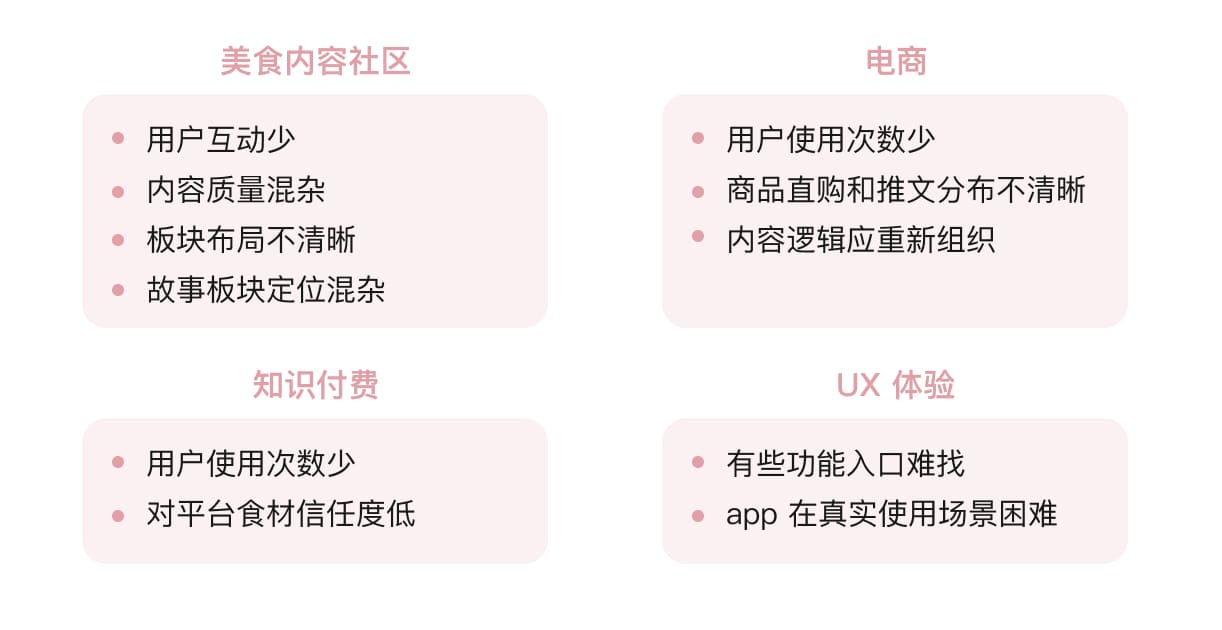 美食内容社区
用户互动少
内容质量混杂
板块布局不清晰
故事板块定位混杂
电商
用户使用次数少
商品直购和推文分布不清晰
内容逻辑应重新组织
知识付费
用户使用次数少
对平台食材信任度低
UX 体验
有些功能入口难找
app 在真实使用场景困难